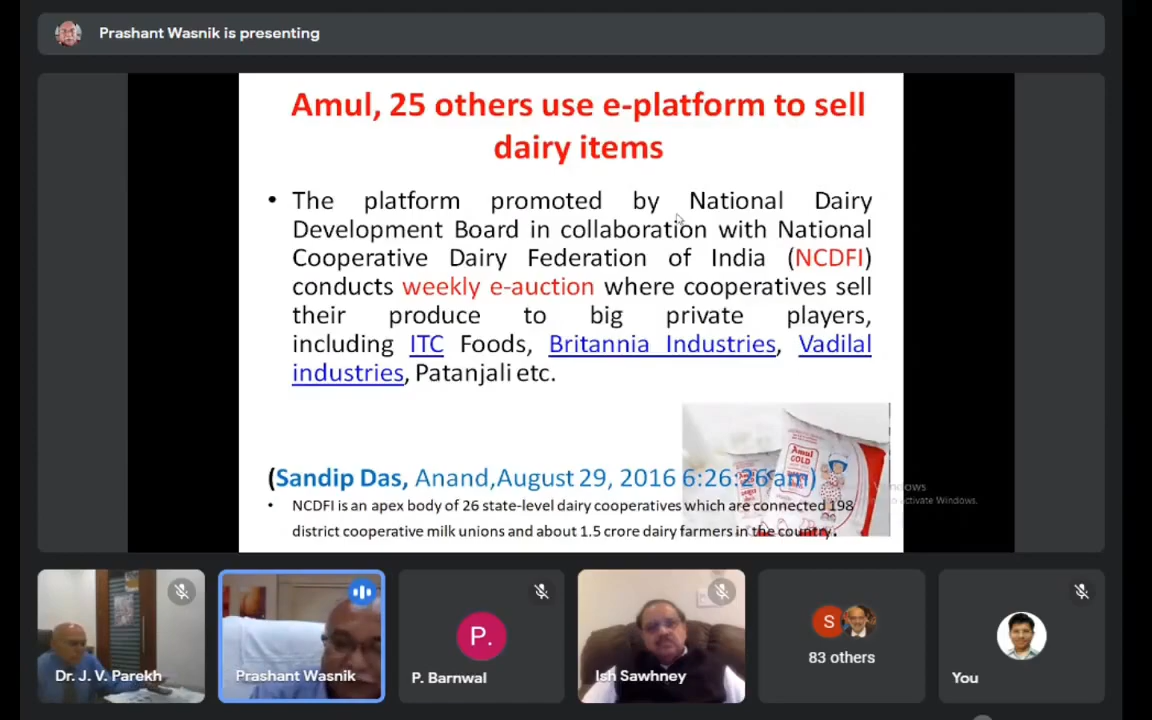 Prashant Wasnik is presenting
Amul, 25 others use e-platform to sell
dairy items
• The platform promoted by National Dairy
Development Board in collaboration with National
Cooperative Dairy Federation of India (NCDFI)
conducts weekly e-auction where cooperatives sell
their produce to big private players,
including ITC Foods, Britannia Industries, Vadilal
industries, Patanjali etc.
(Sandip Das, Anand,August 29, 2016 6:26:26 am)
• NCDFI is an apex body of 26 state-level dairy cooperatives which are connected 198
district cooperative milk unions and about 1.5 crore dairy farmers in the country.
Amul
GOLD
activate Windows.
Dr. J. V. Parekh
Prashant Wasnik
P.
P. Barnwal
Ish Sawhney
S
83 others
You